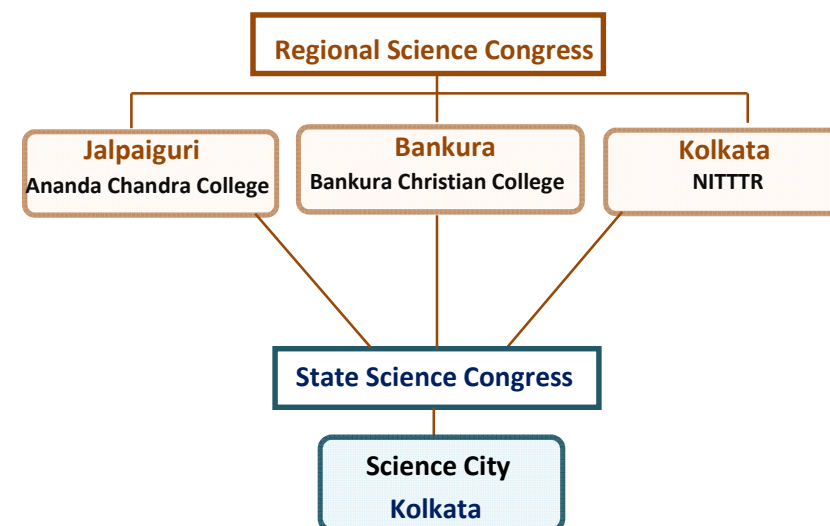 Regional Science Congress
Jalpaiguri
Ananda Chandra College
Bankura
Bankura Christian College
Kolkata
NITTTR
State Science Congress
Science City
Kolkata